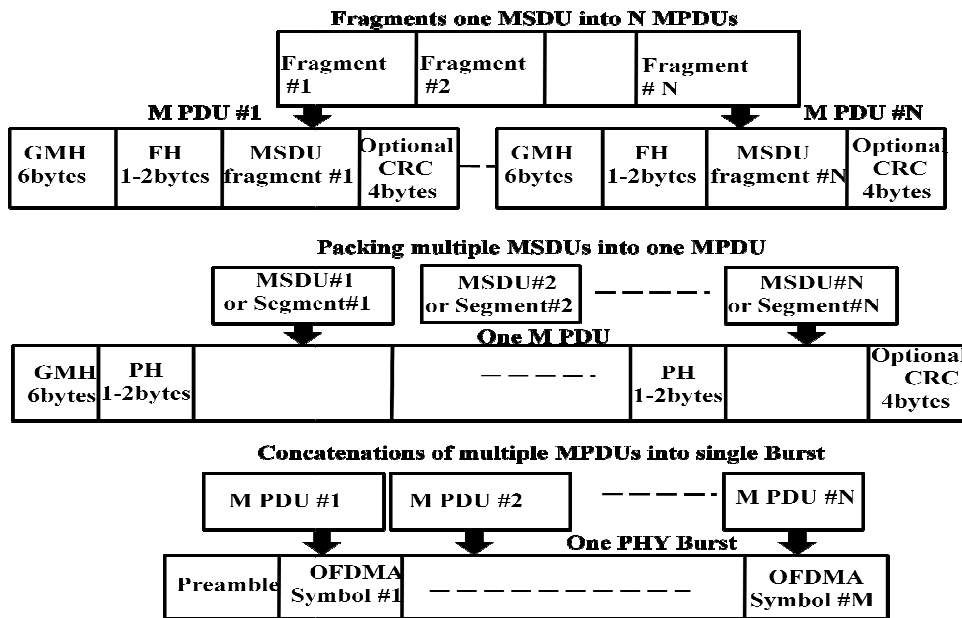 Fragments one MSDU into N MPDUs
Fragment
#1
Fragment
#2
Fragment
# N
M PDU #1
M PDU #N
GMH
6bytes
FH
1-2bytes
MSDU
fragment #1
Optional
CRC
4bytes
GMH
6bytes
FH
1-2bytes
MSDU
fragment #N
Optional
CRC
4bytes
Packing multiple MSDUs into one MPDU
MSDU#1
or Segment#1
MSDU#2
or Segment#2
MSDU#N
or Segment#N
One M PDU
GMH
6bytes
PH
1-2bytes
PH
1-2bytes
Optional
CRC
4bytes
Concatenations of multiple MPDUs into single Burst
M PDU #1
M PDU #2
M PDU #N
One PHY Burst
Preamble
OFDMA
Symbol #1
OFDMA
Symbol #M